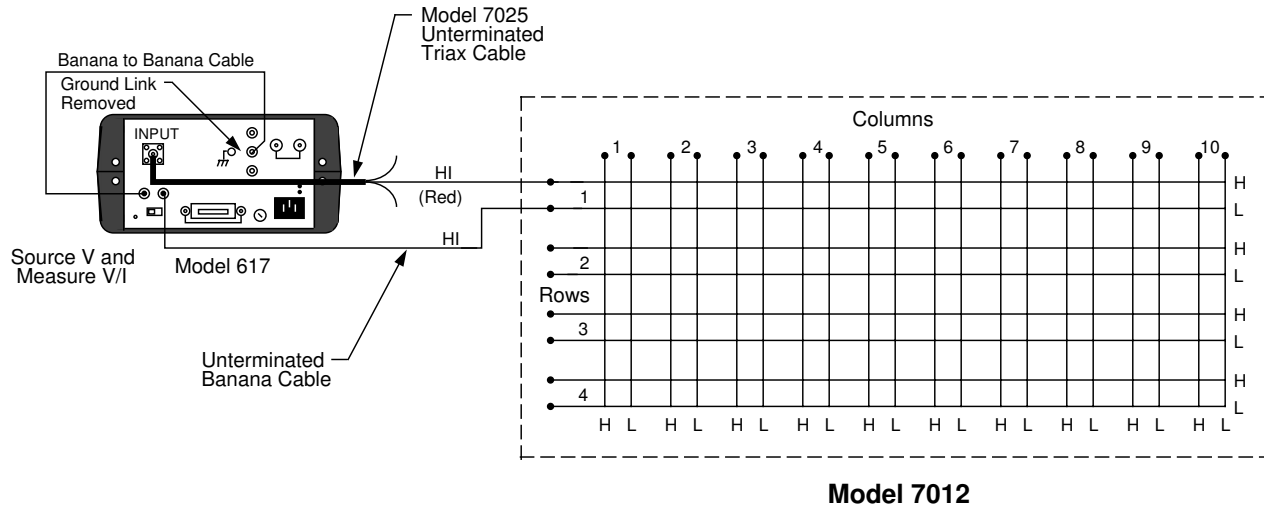 Model 7025
Unterminated
Triax Cable
Banana to Banana Cable
Ground Link
Removed
INPUT
HI
(Red)
HI
Source V and
Measure V/I
Model 617
Unterminated
Banana Cable
Columns
1 2 3 4 5 6 7 8 9 10
H
1
L
H
2
L
Rows
H
3
L
H
4
L
H L H L H L H L H L H L H L H L H L H L
Model 7012